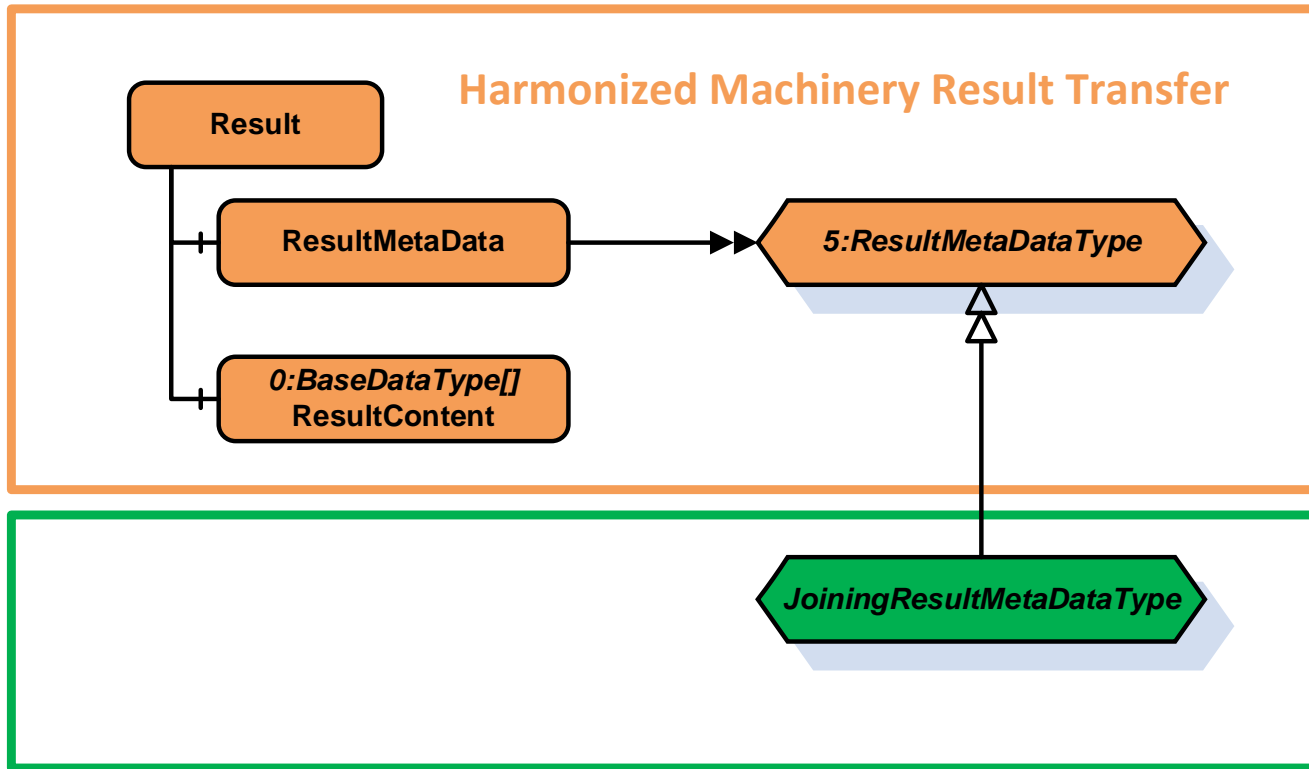 Harmonized Machinery Result Transfer
Result
ResultMetaData
5:ResultMetaDataType
0:BaseDataType[]
ResultContent
JoiningResultMetaDataType